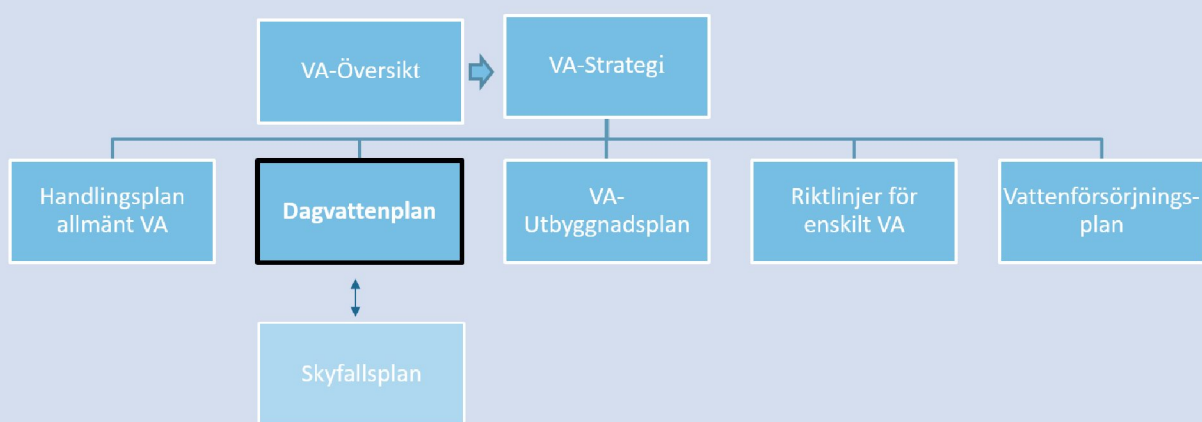 VA-Översikt
VA-Strategi
Handlingsplan
allmänt VA
Dagvattenplan
VA-
Utbyggnadsplan
Riktlinjer för
enskilt VA
Vattenförsörjnings-
plan
Skyfallsplan